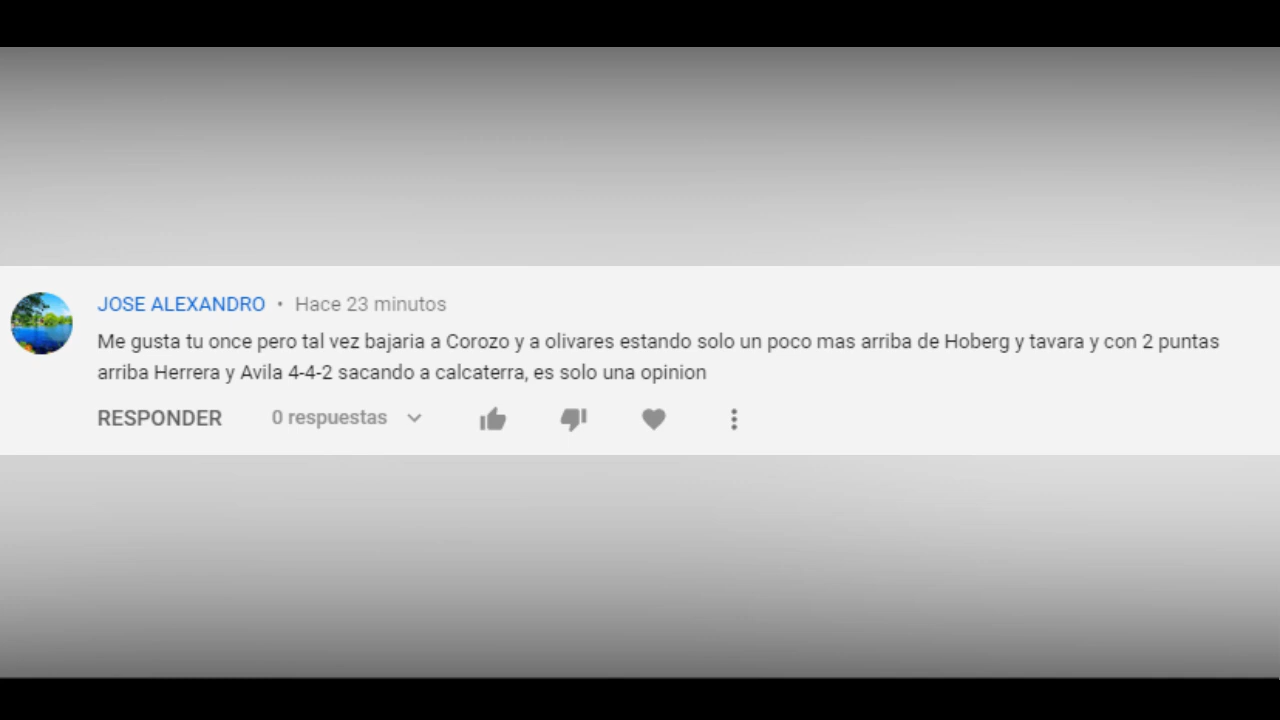 JOSE ALEXANDRO • Hace 23 minutos
Me gusta tu once pero tal vez bajaria a Corozo y a olivares estando solo un poco mas arriba de Hoberg y tavara y con 2 puntas
arriba Herrera y Avila 4-4-2 sacando a calcaterra, es solo una opinion
RESPONDER 0 respuestas